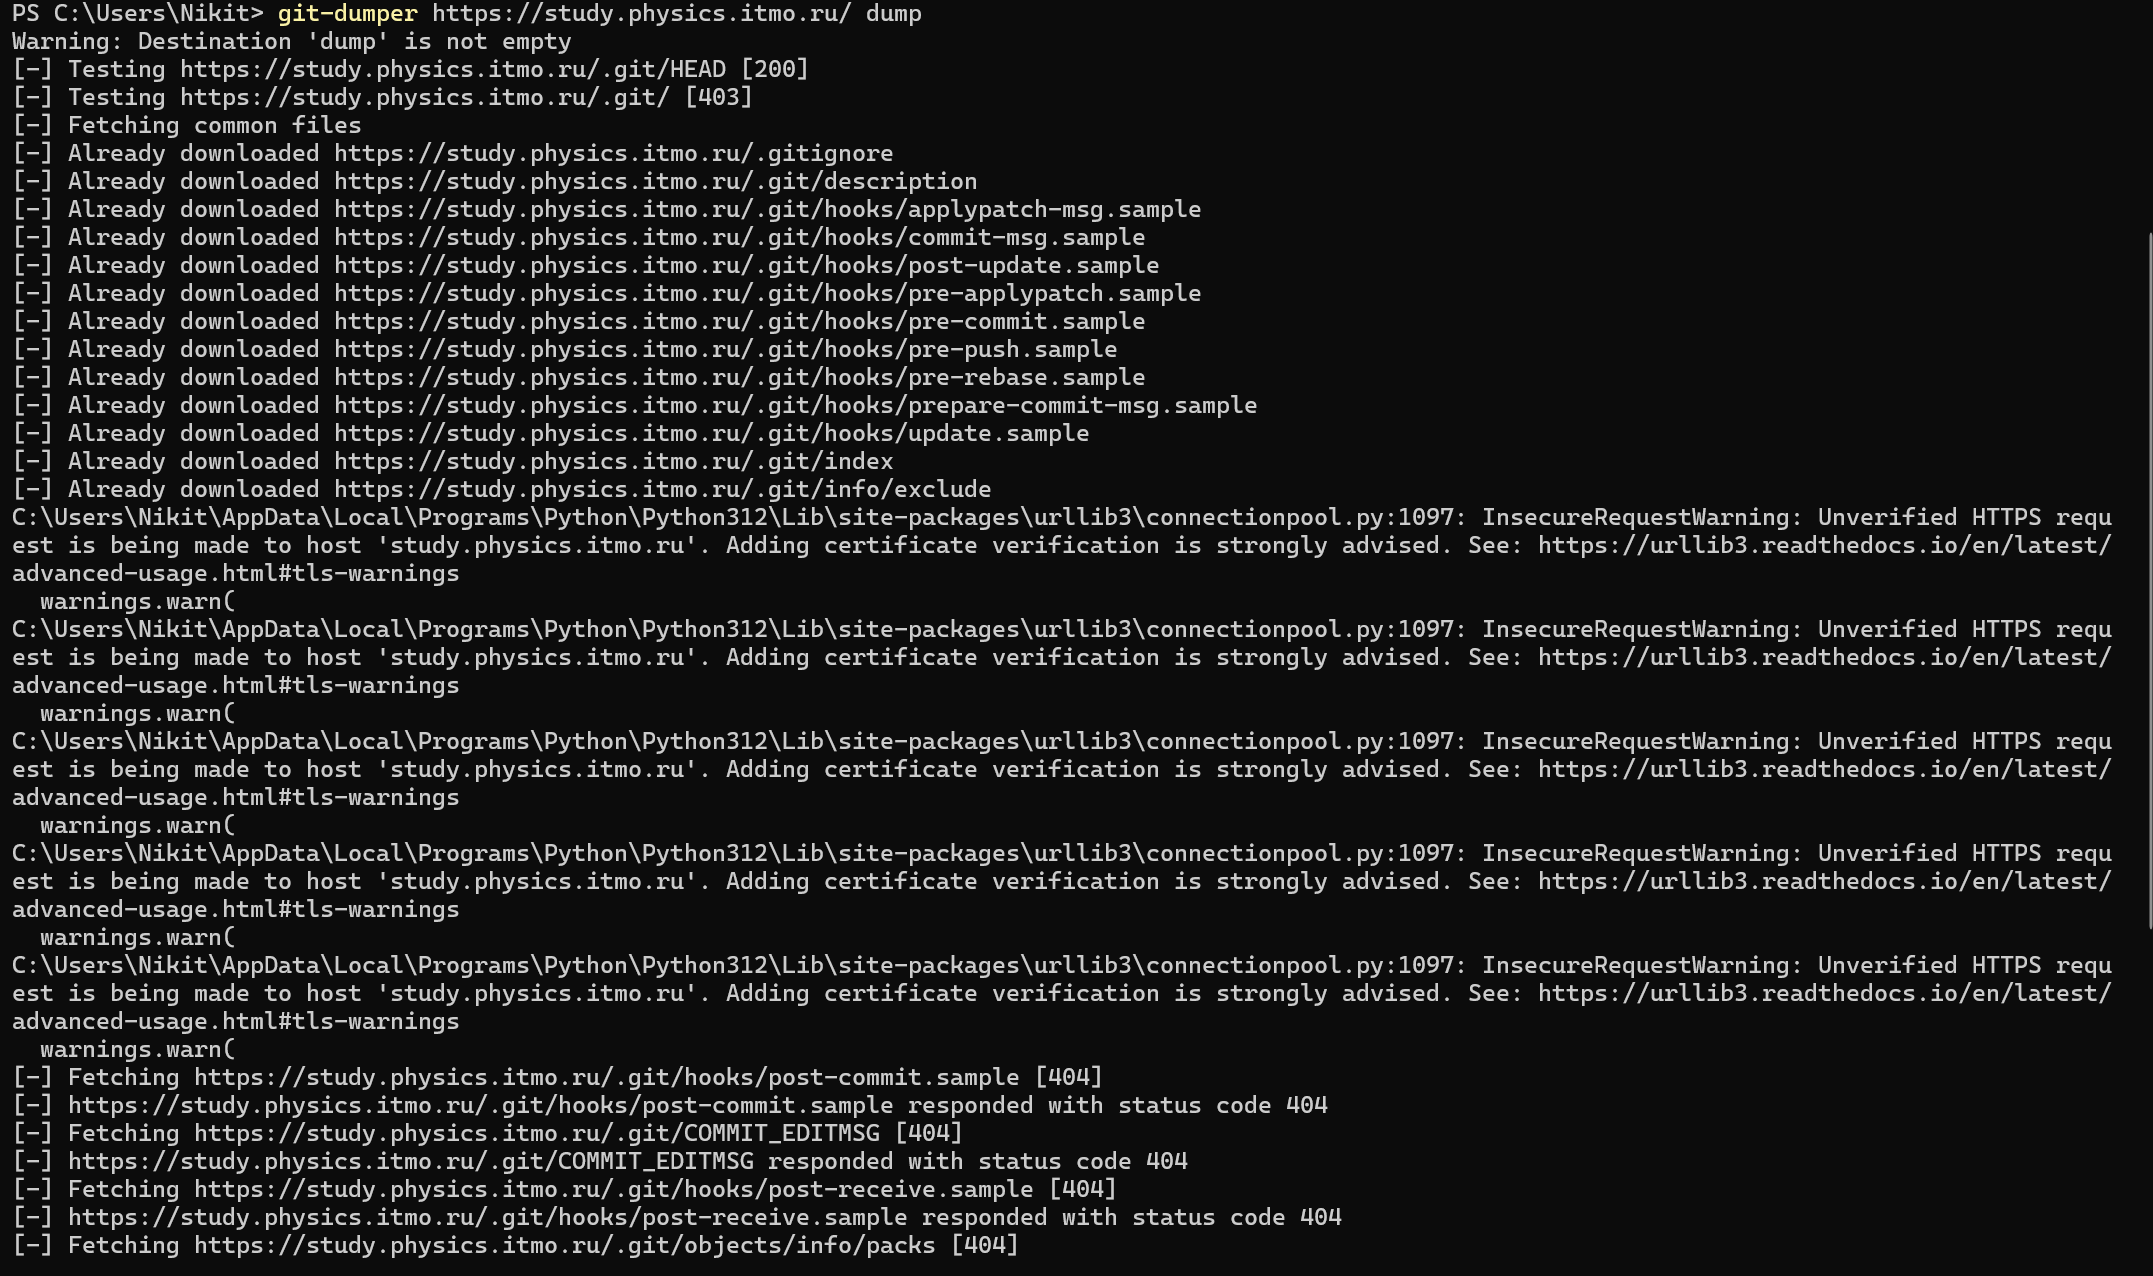 PS C:\Users\Nikit> git-dumper https://study.physics.itmo.ru/ dump
Warning: Destination 'dump' is not empty
[-] Testing https://study.physics.itmo.ru/.git/HEAD [200]
[-] Testing https://study.physics.itmo.ru/.git/ [403]
[-] Fetching common files
[-] Already downloaded https://study.physics.itmo.ru/.gitignore
[-] Already downloaded https://study.physics.itmo.ru/.git/description
[-] Already downloaded https://study.physics.itmo.ru/.git/hooks/applypatch-msg.sample
[-] Already downloaded https://study.physics.itmo.ru/.git/hooks/commit-msg.sample
[-] Already downloaded https://study.physics.itmo.ru/.git/hooks/post-update.sample
[-] Already downloaded https://study.physics.itmo.ru/.git/hooks/pre-applypatch.sample
[-] Already downloaded https://study.physics.itmo.ru/.git/hooks/pre-commit.sample
[-] Already downloaded https://study.physics.itmo.ru/.git/hooks/pre-push.sample
[-] Already downloaded https://study.physics.itmo.ru/.git/hooks/pre-rebase.sample
[-] Already downloaded https://study.physics.itmo.ru/.git/hooks/prepare-commit-msg.sample
[-] Already downloaded https://study.physics.itmo.ru/.git/hooks/update.sample
[-] Already downloaded https://study.physics.itmo.ru/.git/index
[-] Already downloaded https://study.physics.itmo.ru/.git/info/exclude
C:\Users\Nikit\AppData\Local\Programs\Python\Python312\Lib\site-packages\urllib3\connectionpool.py:1097: InsecureRequestWarning: Unverified HTTPS requ
est is being made to host 'study.physics.itmo.ru'. Adding certificate verification is strongly advised. See: https://urllib3.readthedocs.io/en/latest/
advanced-usage.html#tls-warnings
  warnings.warn(
C:\Users\Nikit\AppData\Local\Programs\Python\Python312\Lib\site-packages\urllib3\connectionpool.py:1097: InsecureRequestWarning: Unverified HTTPS requ
est is being made to host 'study.physics.itmo.ru'. Adding certificate verification is strongly advised. See: https://urllib3.readthedocs.io/en/latest/
advanced-usage.html#tls-warnings
  warnings.warn(
C:\Users\Nikit\AppData\Local\Programs\Python\Python312\Lib\site-packages\urllib3\connectionpool.py:1097: InsecureRequestWarning: Unverified HTTPS requ
est is being made to host 'study.physics.itmo.ru'. Adding certificate verification is strongly advised. See: https://urllib3.readthedocs.io/en/latest/
advanced-usage.html#tls-warnings
  warnings.warn(
C:\Users\Nikit\AppData\Local\Programs\Python\Python312\Lib\site-packages\urllib3\connectionpool.py:1097: InsecureRequestWarning: Unverified HTTPS requ
est is being made to host 'study.physics.itmo.ru'. Adding certificate verification is strongly advised. See: https://urllib3.readthedocs.io/en/latest/
advanced-usage.html#tls-warnings
  warnings.warn(
C:\Users\Nikit\AppData\Local\Programs\Python\Python312\Lib\site-packages\urllib3\connectionpool.py:1097: InsecureRequestWarning: Unverified HTTPS requ
est is being made to host 'study.physics.itmo.ru'. Adding certificate verification is strongly advised. See: https://urllib3.readthedocs.io/en/latest/
advanced-usage.html#tls-warnings
  warnings.warn(
[-] Fetching https://study.physics.itmo.ru/.git/hooks/post-commit.sample [404]
[-] https://study.physics.itmo.ru/.git/hooks/post-commit.sample responded with status code 404
[-] Fetching https://study.physics.itmo.ru/.git/COMMIT_EDITMSG [404]
[-] https://study.physics.itmo.ru/.git/COMMIT_EDITMSG responded with status code 404
[-] Fetching https://study.physics.itmo.ru/.git/hooks/post-receive.sample [404]
[-] https://study.physics.itmo.ru/.git/hooks/post-receive.sample responded with status code 404
[-] Fetching https://study.physics.itmo.ru/.git/objects/info/packs [404]